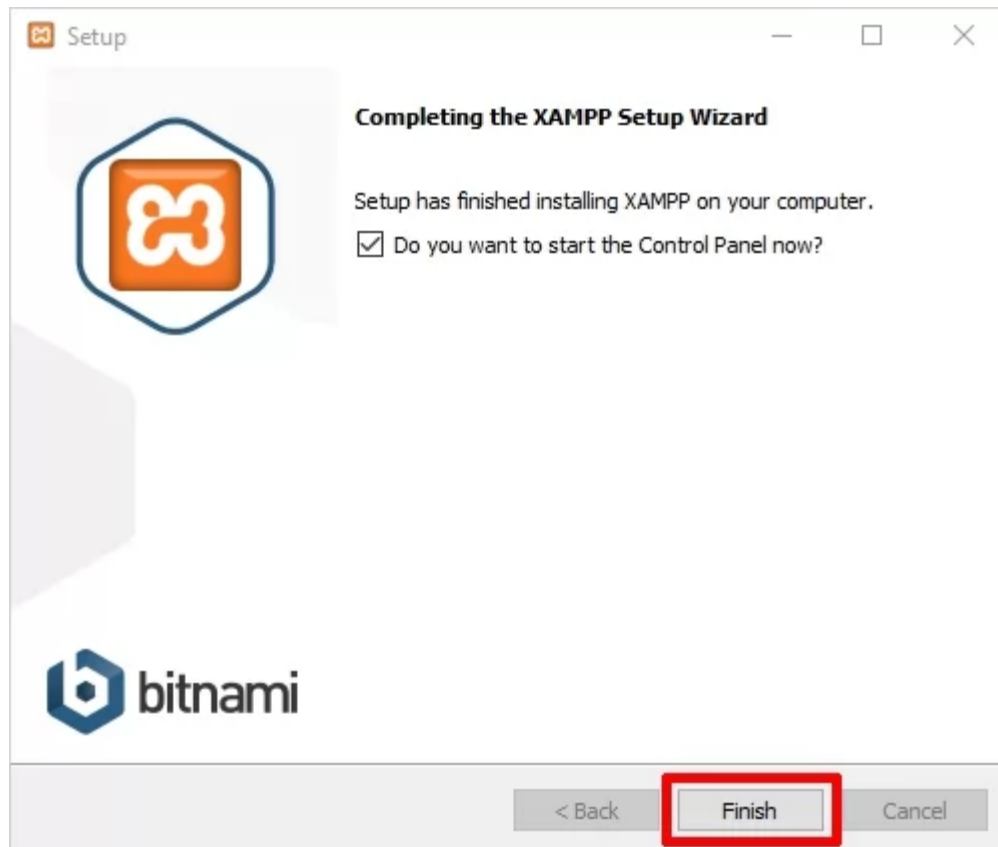 Setup
Completing the XAMPP Setup Wizard
Setup has finished installing XAMPP on your computer.
Do you want to start the Control Panel now?
bitnami
< Back
Finish
Cancel